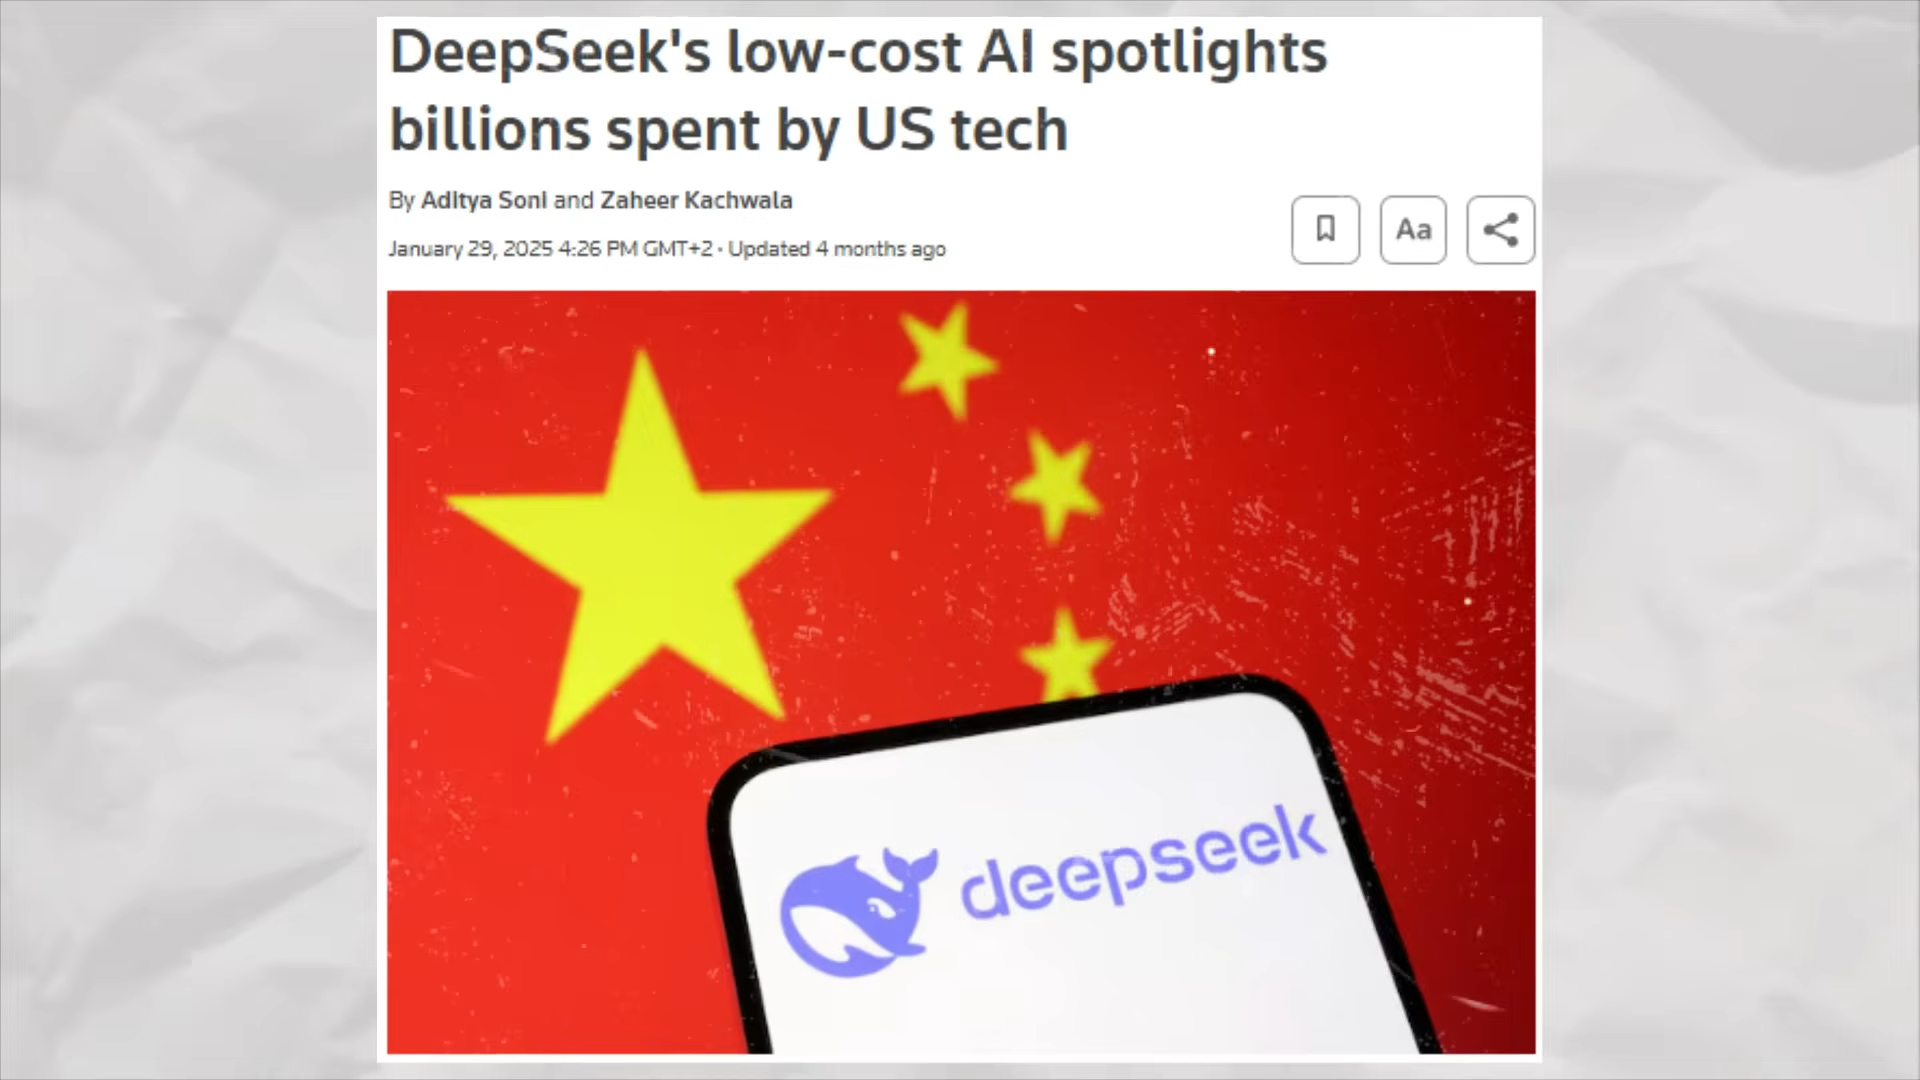 DeepSeek's low-cost AI spotlights
billions spent by US tech
By Aditya Soni and Zaheer Kachwala
January 29, 2025 4:26 PM GMT+2 · Updated 4 months ago
Aa
deepseek